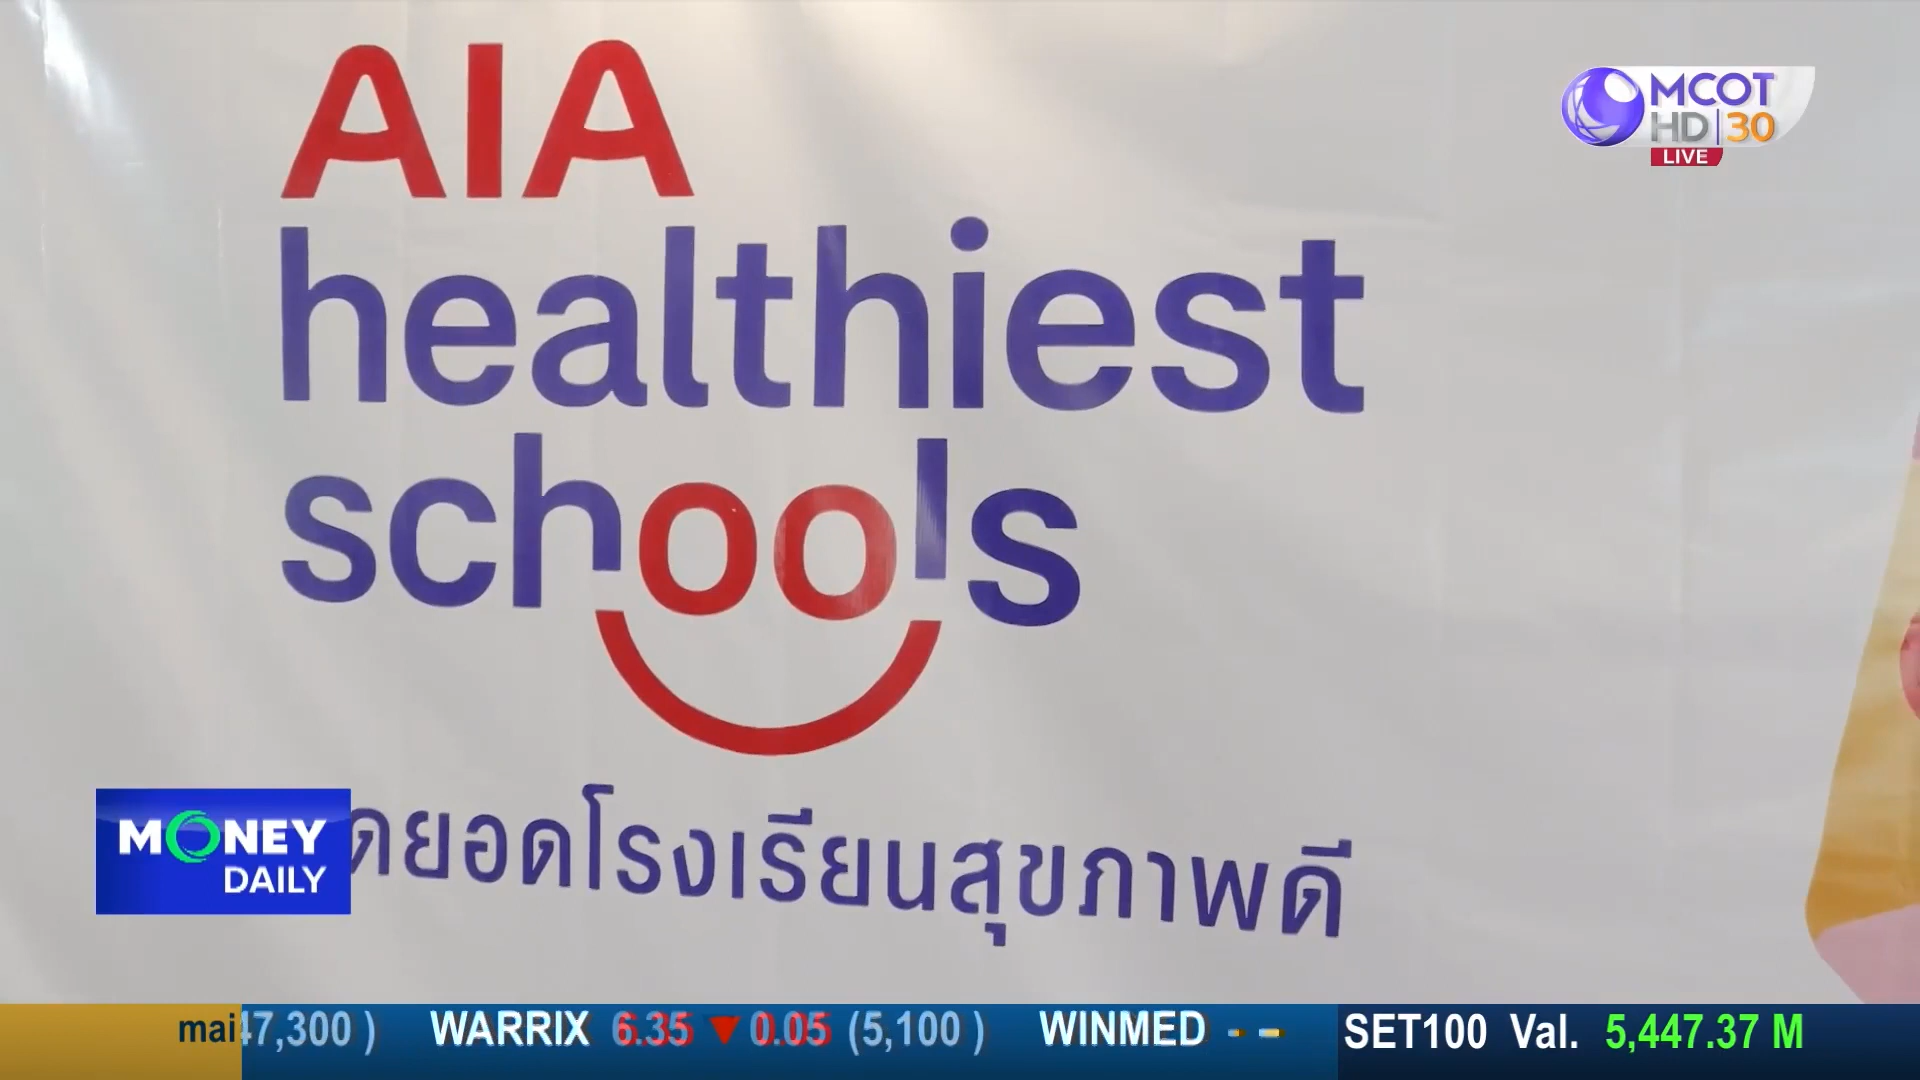 AIA
healthiest
schools
MCOT
HD 30
LIVE
MONEY
DAILY
ดยอดโรงเรียนสุขภาพดี
mai 47,300 ) WARRIX 6.35 ▼ 0.05 (5,100 ) WINMED - - SET100 Val. 5,447.37 M